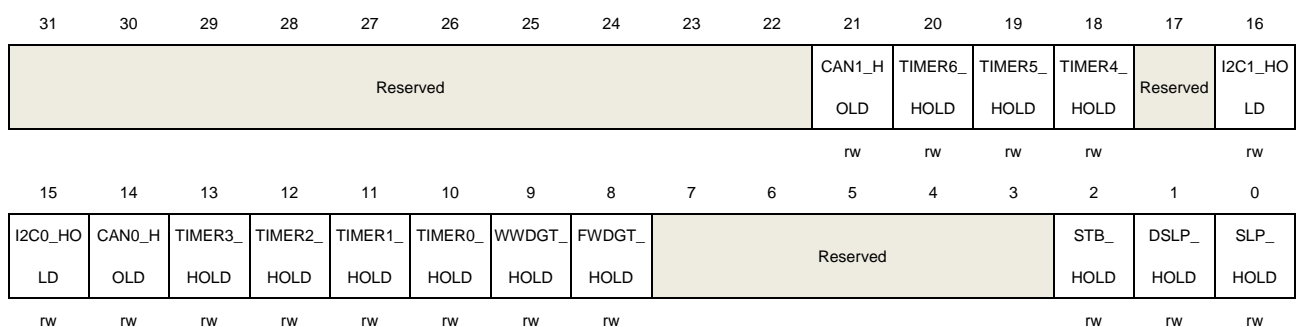 31 30 29 28 27 26 25 24 23 22 21 20 19 18 17 16
Reserved CAN1_H TIMER6_ TIMER5_ TIMER4_ Reserved I2C1_HO
OLD HOLD HOLD HOLD LD
rw rw rw rw rw
15 14 13 12 11 10 9 8 7 6 5 4 3 2 1 0
I2C0_HO CAN0_H TIMER3_ TIMER2_ TIMER1_ TIMER0_ WWDGT_ FWDGT_ Reserved STB_ DSLP_ SLP_
LD OLD HOLD HOLD HOLD HOLD HOLD HOLD HOLD HOLD HOLD
rw rw rw rw rw rw rw rw rw rw rw